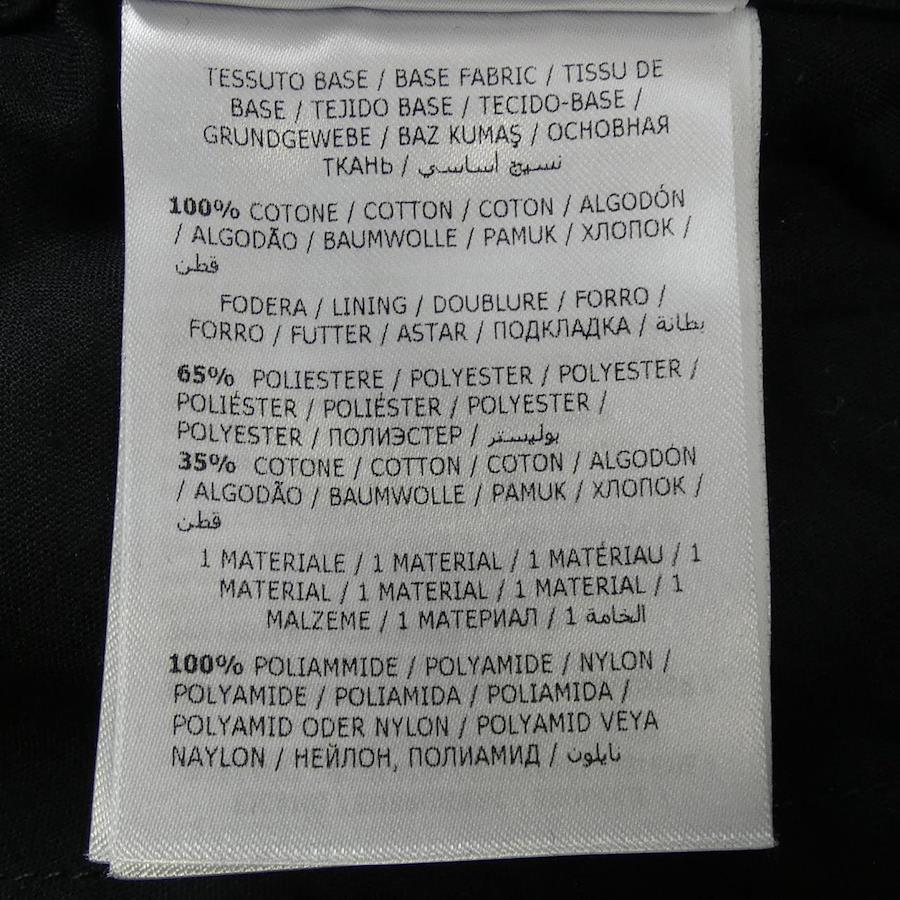 TESSUTO BASE / BASE FABRIC / TISSU DE
BASE / TEJIDO BASE / TECIDO-BASE /
GRUNDGEWEBE / BAZ KUMAŞ / ОСНОВНАЯ
ТКАНЬ / نسيج أساسي
100% COTONE / COTTON / COTON / ALGODÓN
/ ALGODÃO / BAUMWOLLE / PAMUK / ХЛОПОК /
قطن
FODERA / LINING / DOUBLURE / FORRO /
FORRO / FUTTER / ASTAR / ПОДКЛАДКА / بطانة
65% POLIESTERE / POLYESTER / POLYESTER /
POLIÉSTER / POLIÉSTER / POLYESTER /
POLYESTER / ПОЛИЭСТЕР / بوليستر
35% COTONE / COTTON / COTON / ALGODÓN
/ ALGODÃO / BAUMWOLLE / PAMUK / ХЛОПОК /
قطن
1 MATERIALE / 1 MATERIAL / 1 MATÉRIAU / 1
MATERIAL / 1 MATERIAL / 1 MATERIAL / 1
MALZEME / 1 МАТЕРИАЛ / 1 الخامة
100% POLIAMMIDE / POLYAMIDE / NYLON /
POLYAMIDE / POLIAMIDA / POLIAMIDA /
POLYAMID ODER NYLON / POLYAMID VEYA
NAYLON / НЕЙЛОН, ПОЛИАМИД / نايلون